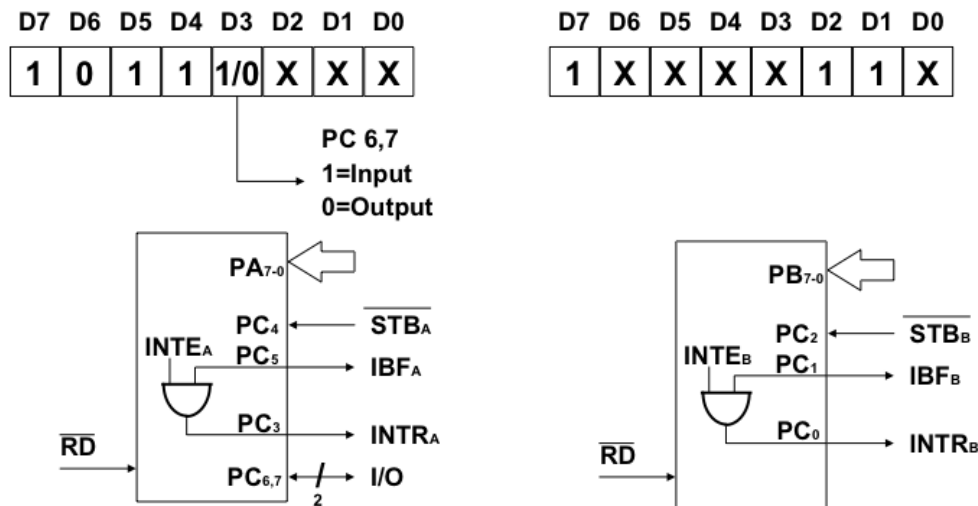 D7 D6 D5 D4 D3 D2 D1 D0
1 0 1 1 1/0 X X X
PC 6,7
1=Input
0=Output
PA7-0
PC4 STBA
INTEA
PC5 IBFA
PC3 INTRA
RD
PC6,7 2 I/O
D7 D6 D5 D4 D3 D2 D1 D0
1 X X X X 1 1 X
PB7-0
PC2 STBB
INTEB
PC1 IBFB
PC0 INTRB
RD